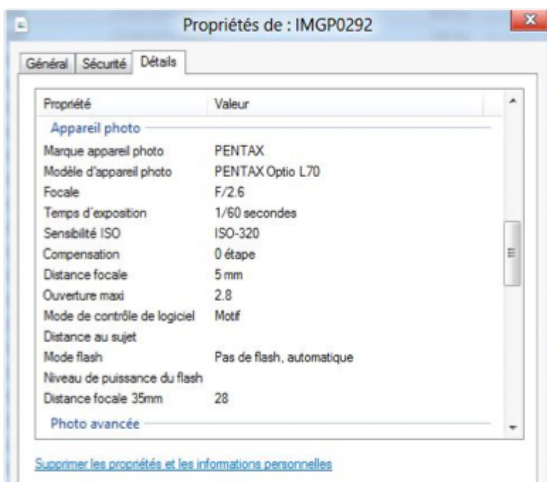 Propriétés de : IMGP0292
Général Sécurité Détails
Propriété Valeur
Appareil photo
Marque appareil photo PENTAX
Modèle d'appareil photo PENTAX Optio L70
Focale F/2.6
Temps d'exposition 1/60 secondes
Sensibilité ISO ISO-320
Compensation 0 étape
Distance focale 5 mm
Ouverture maxi 2.8
Mode de contrôle de logiciel Motif
Distance au sujet
Mode flash Pas de flash, automatique
Niveau de puissance du flash
Distance focale 35mm 28
Photo avancée
Supprimer les propriétés et les informations personnelles